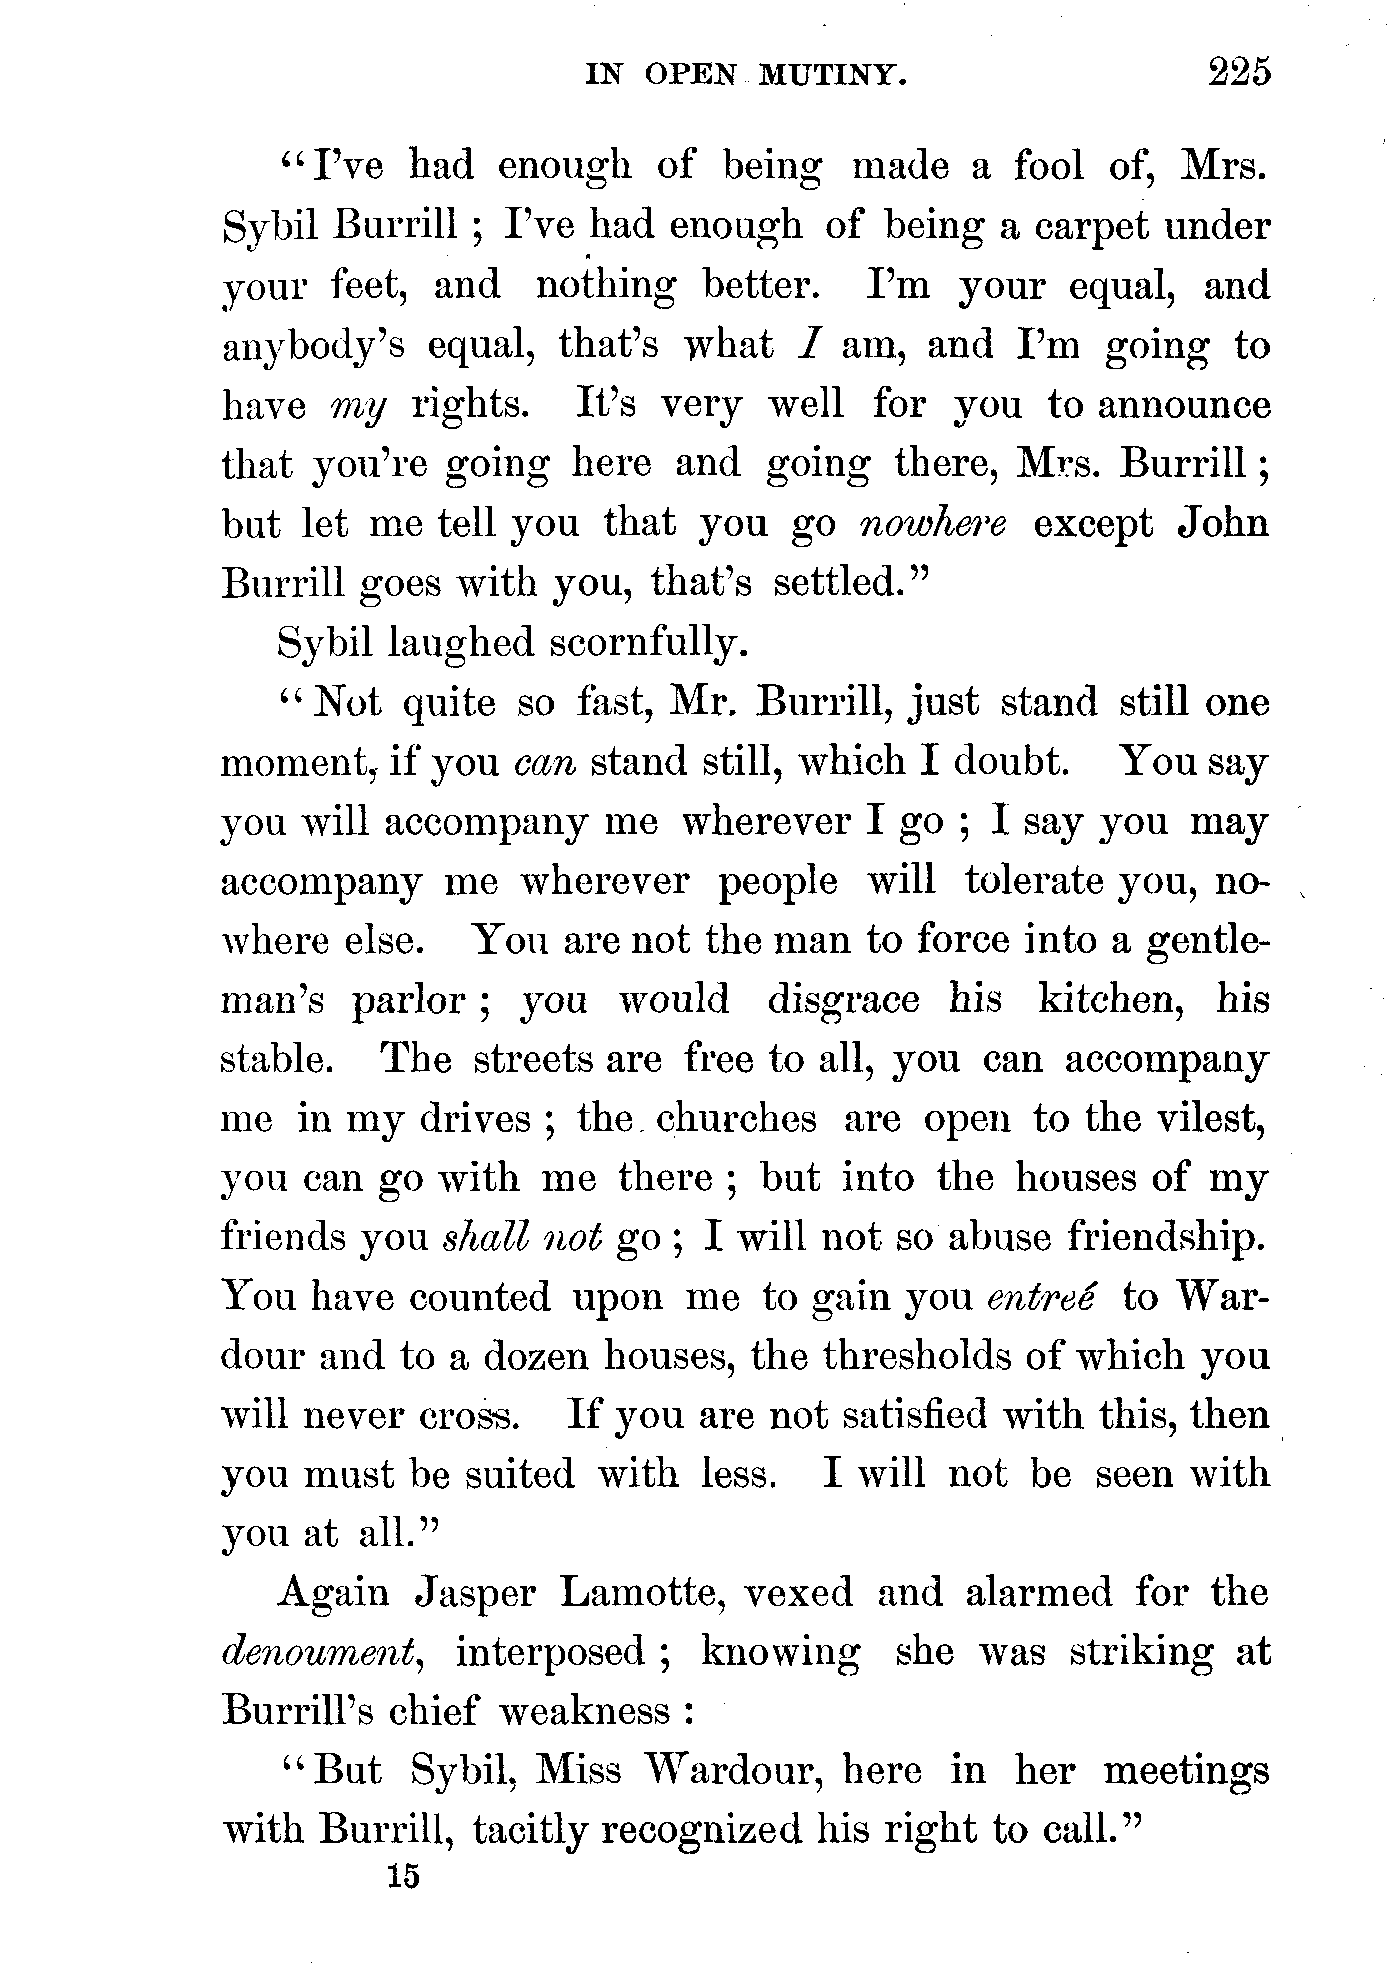 IN OPEN MUTINY. 225
“I’ve had enough of being made a fool of, Mrs.
Sybil Burrill ; I’ve had enough of being a carpet under
your feet, and nothing better. I’m your equal, and
anybody’s equal, that’s what I am, and I’m going to
have my rights. It’s very well for you to announce
that you’re going here and going there, Mrs. Burrill ;
but let me tell you that you go nowhere except John
Burrill goes with you, that’s settled.”
Sybil laughed scornfully.
“Not quite so fast, Mr. Burrill, just stand still one
moment, if you can stand still, which I doubt. You say
you will accompany me wherever I go ; I say you may
accompany me wherever people will tolerate you, no-
where else. You are not the man to force into a gentle-
man’s parlor ; you would disgrace his kitchen, his
stable. The streets are free to all, you can accompany
me in my drives ; the churches are open to the vilest,
you can go with me there ; but into the houses of my
friends you shall not go ; I will not so abuse friendship.
You have counted upon me to gain you entreé to War-
dour and to a dozen houses, the thresholds of which you
will never cross. If you are not satisfied with this, then
you must be suited with less. I will not be seen with
you at all.”
Again Jasper Lamotte, vexed and alarmed for the
denoument, interposed ; knowing she was striking at
Burrill’s chief weakness :
“But Sybil, Miss Wardour, here in her meetings
with Burrill, tacitly recognized his right to call.”
15